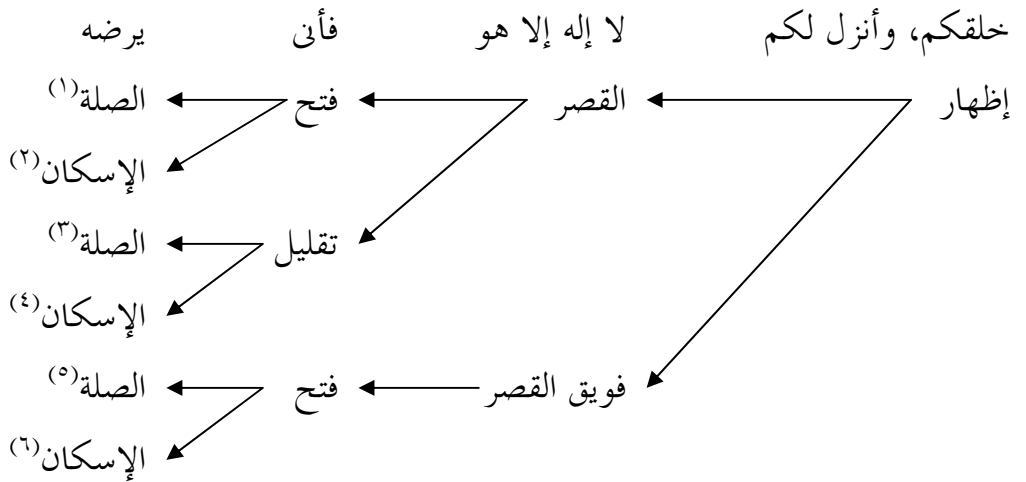 خلقكم، وأنزل لكم لا إله إلا هو فأنى يرضه
إظهار القصر فتح الصلة(١)
الإسكان(٢)
تقليل الصلة(٣)
الإسكان(٤)
فويق القصر فتح الصلة(٥)
الإسكان(٦)